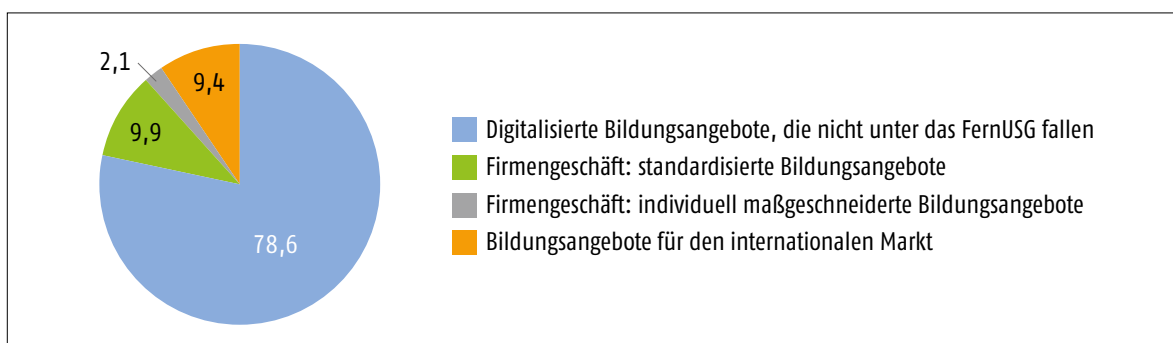 2,1
9,4
9,9
78,6
Digitalisierte Bildungsangebote, die nicht unter das FernUSG fallen
Firmengeschäft: standardisierte Bildungsangebote
Firmengeschäft: individuell maßgeschneiderte Bildungsangebote
Bildungsangebote für den internationalen Markt